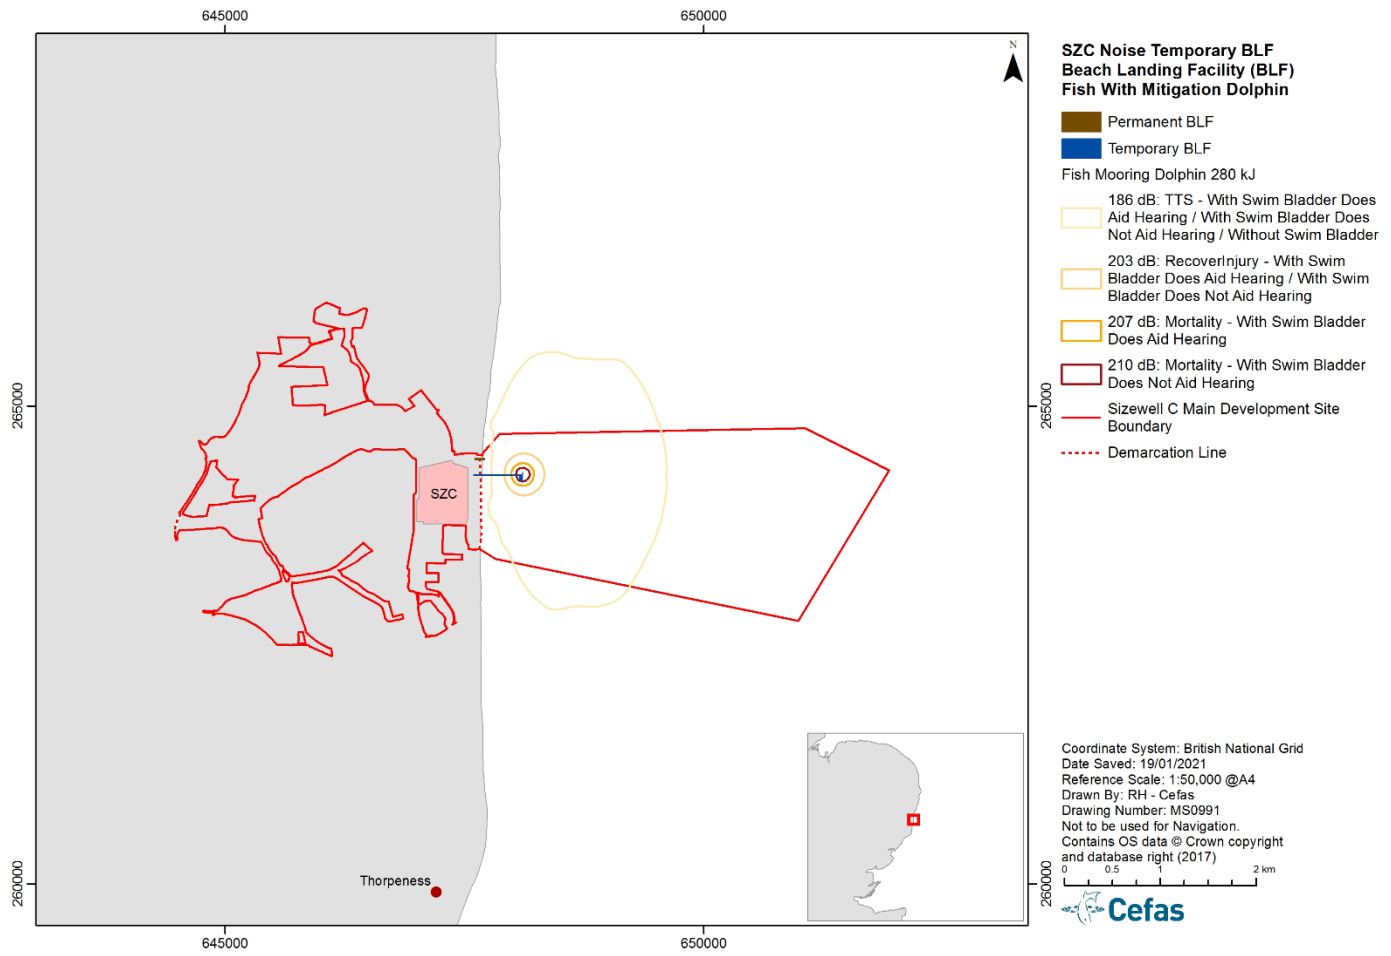 645000
650000
N
SZC Noise Temporary BLF
Beach Landing Facility (BLF)
Fish With Mitigation Dolphin
Permanent BLF
Temporary BLF
Fish Mooring Dolphin 280 kJ
186 dB: TTS - With Swim Bladder Does
Aid Hearing / With Swim Bladder Does
Not Aid Hearing / Without Swim Bladder
203 dB: RecoverInjury - With Swim
Bladder Does Aid Hearing / With Swim
Bladder Does Not Aid Hearing
207 dB: Mortality - With Swim Bladder
Does Aid Hearing
210 dB: Mortality - With Swim Bladder
Does Not Aid Hearing
Sizewell C Main Development Site
Boundary
Demarcation Line
265000
265000
SZC
Thorpeness
260000
260000
645000
650000
Coordinate System: British National Grid
Date Saved: 19/01/2021
Reference Scale: 1:50,000 @A4
Drawn By: RH - Cefas
Drawing Number: MS0991
Not to be used for Navigation.
Contains OS data © Crown copyright
and database right (2017)
0 0.5 1 2 km
Cefas